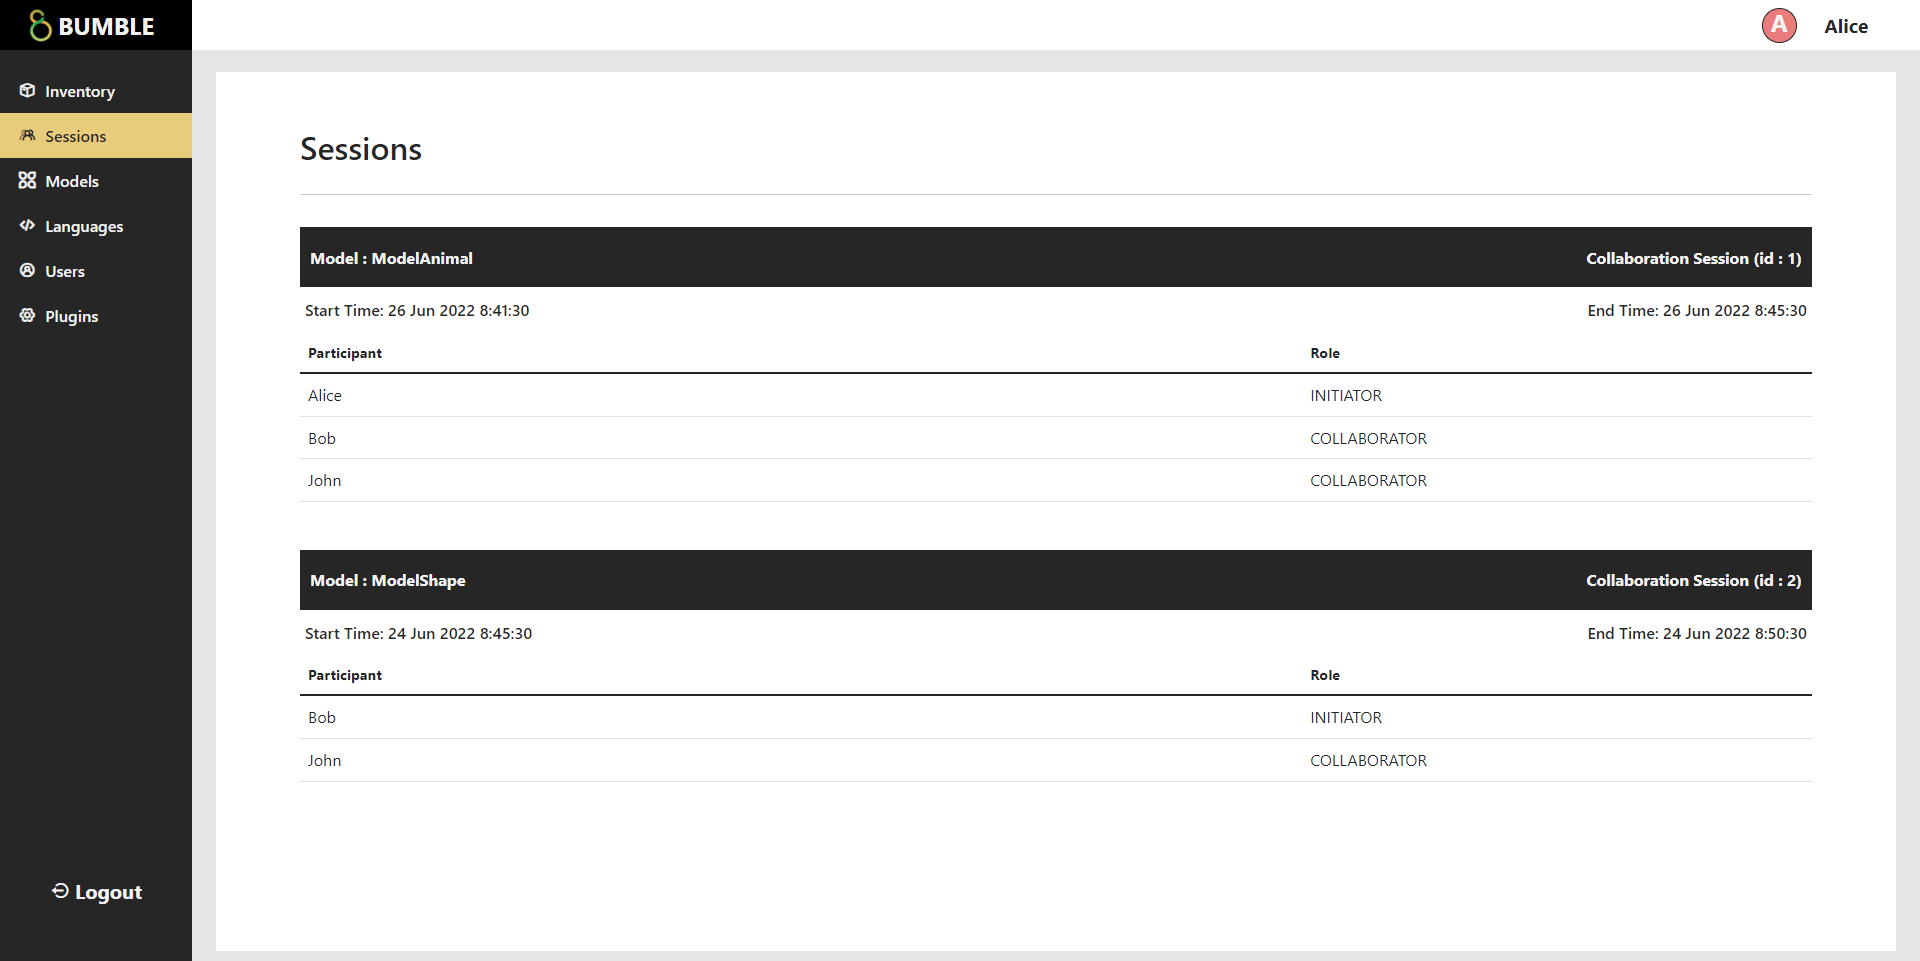 BUMBLE
A
Alice
Inventory
Sessions
Models
Languages
Users
Plugins
Logout
Sessions
Model : ModelAnimal
Collaboration Session (id : 1)
Start Time: 26 Jun 2022 8:41:30
End Time: 26 Jun 2022 8:45:30
Participant
Role
Alice
INITIATOR
Bob
COLLABORATOR
John
COLLABORATOR
Model : ModelShape
Collaboration Session (id : 2)
Start Time: 24 Jun 2022 8:45:30
End Time: 24 Jun 2022 8:50:30
Participant
Role
Bob
INITIATOR
John
COLLABORATOR